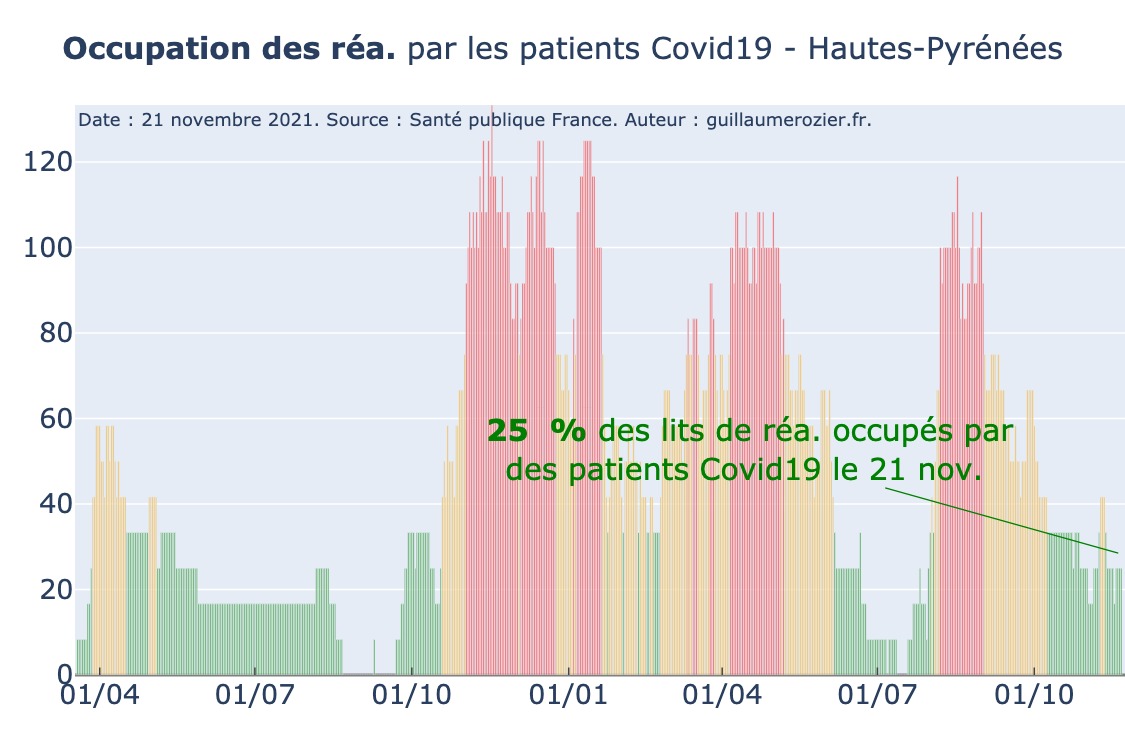 Occupation des réa. par les patients Covid19 - Hautes-Pyrénées
Date : 21 novembre 2021. Source : Santé publique France. Auteur : guillaumerozier.fr.
120
100
80
60
25 % des lits de réa. occupés par
des patients Covid19 le 21 nov.
40
20
0
01/04 01/07 01/10 01/01 01/04 01/07 01/10